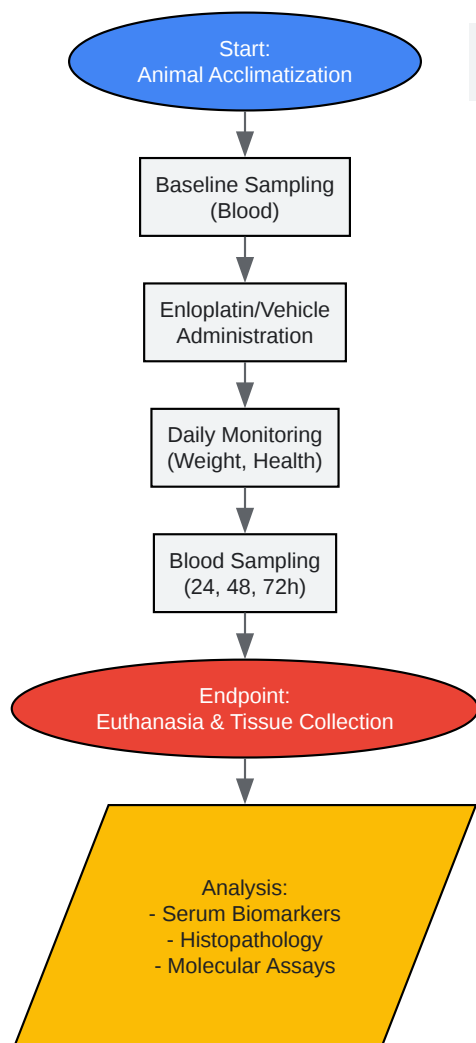 Start:
Animal Acclimatization
Baseline Sampling
(Blood)
Enloplatin/Vehicle
Administration
Daily Monitoring
(Weight, Health)
Blood Sampling
(24, 48, 72h)
Endpoint:
Euthanasia & Tissue Collection
Analysis:
- Serum Biomarkers
- Histopathology
- Molecular Assays